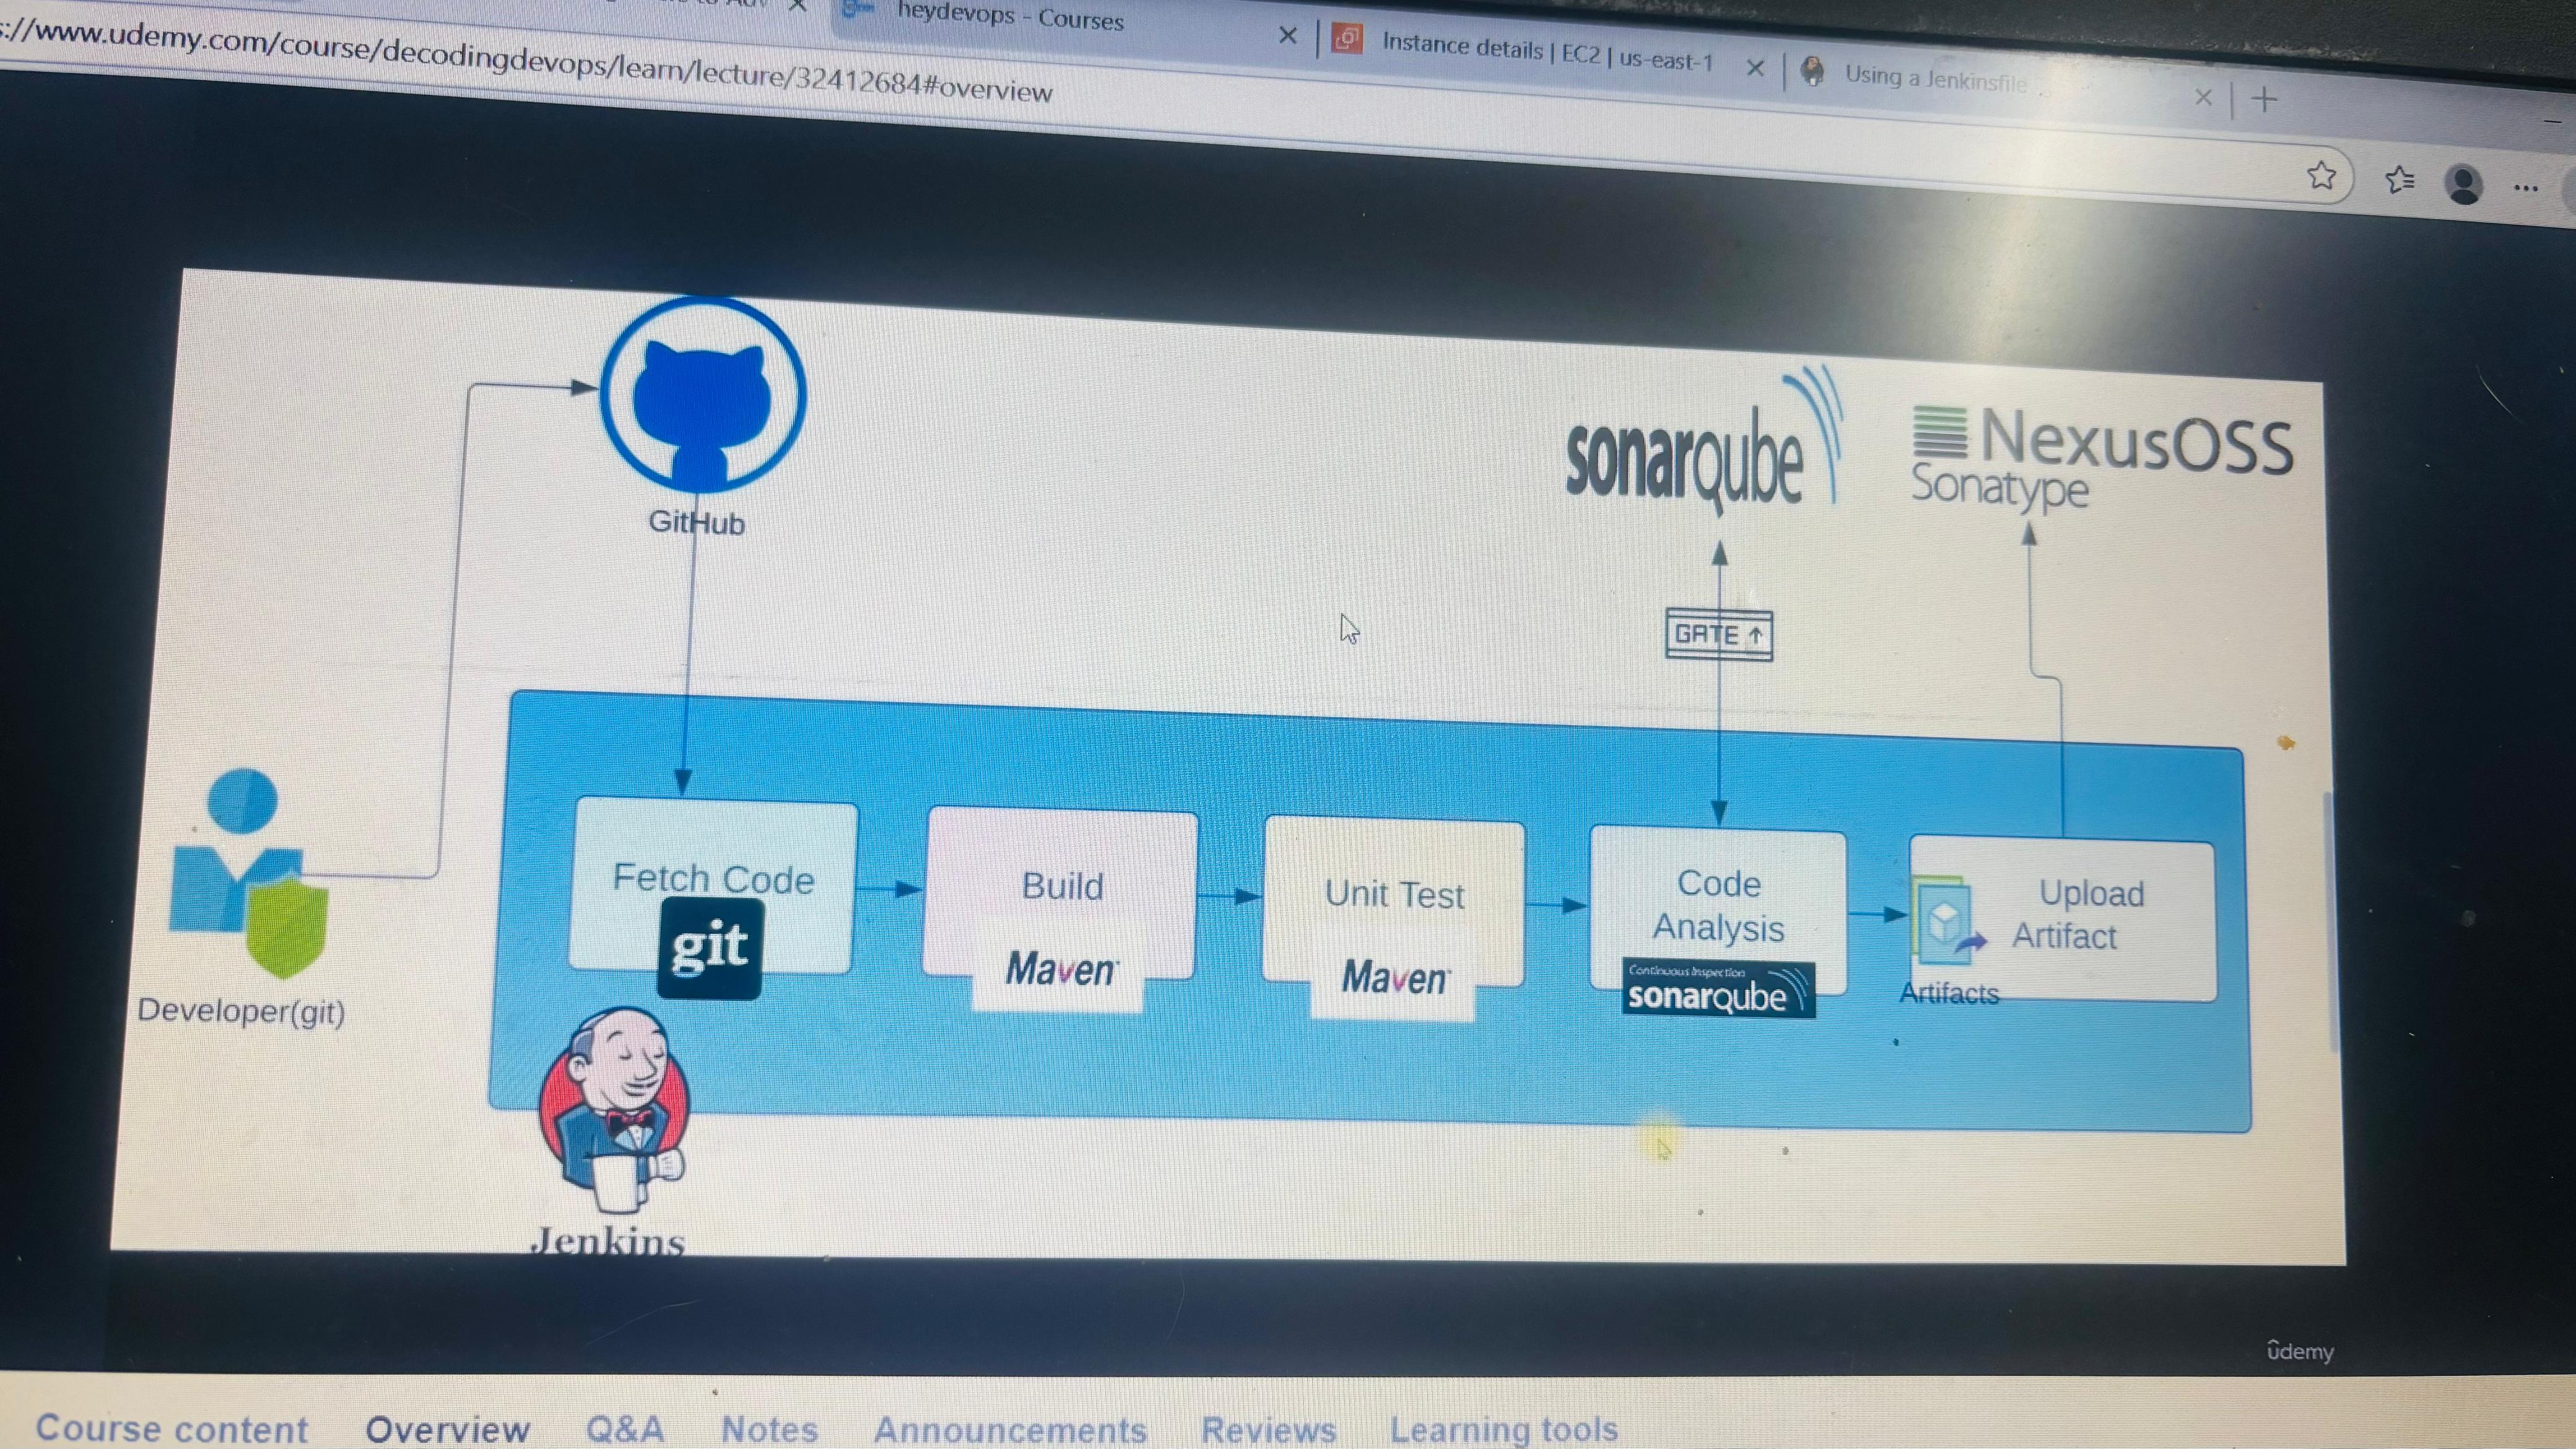 heydevops - Courses
Instance details | EC2 | us-east-1
Using a Jenkinsfile
://www.udemy.com/course/decodingdevops/learn/lecture/32412684#overview
GitHub
sonarqube
NexusOSS
Sonatype
GATE ↑
Developer(git)
Fetch Code
git
Build
Maven
Unit Test
Maven
Code
Analysis
Continuous Inspection
sonarqube
Upload
Artifact
Artifacts
Jenkins
ûdemy
Course content
Overview
Q&A
Notes
Announcements
Reviews
Learning tools